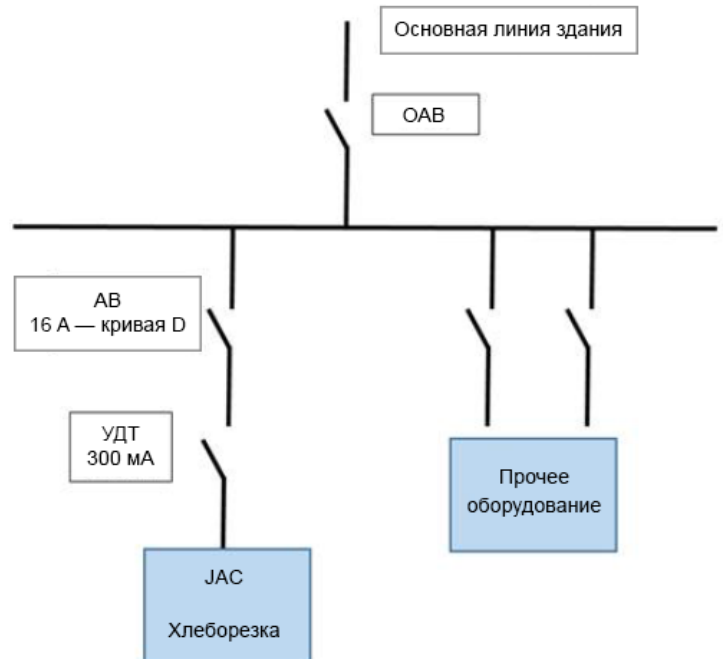 Основная линия здания
ОАВ
АВ
16 А — кривая D
УДТ
300 мА
Прочее
оборудование
JAC
Хлеборезка